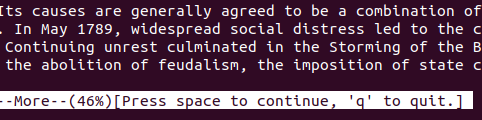 Its causes are generally agreed to be a combination of
. In May 1789, widespread social distress led to the c
Continuing unrest culminated in the Storming of the B
the abolition of feudalism, the imposition of state c
--More--(46%)[Press space to continue, 'q' to quit.]